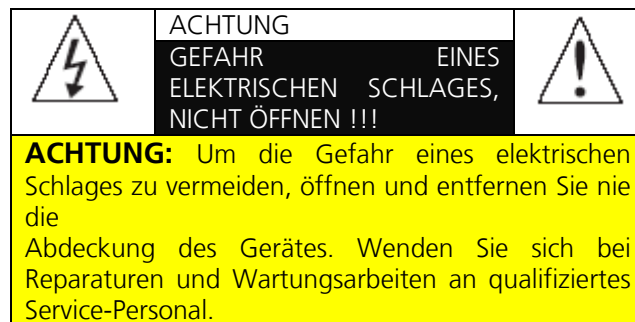 ACHTUNG
GEFAHR EINES
ELEKTRISCHEN SCHLAGES,
NICHT ÖFFNEN !!!
ACHTUNG: Um die Gefahr eines elektrischen
Schlages zu vermeiden, öffnen und entfernen Sie nie
die
Abdeckung des Gerätes. Wenden Sie sich bei
Reparaturen und Wartungsarbeiten an qualifiziertes
Service-Personal.